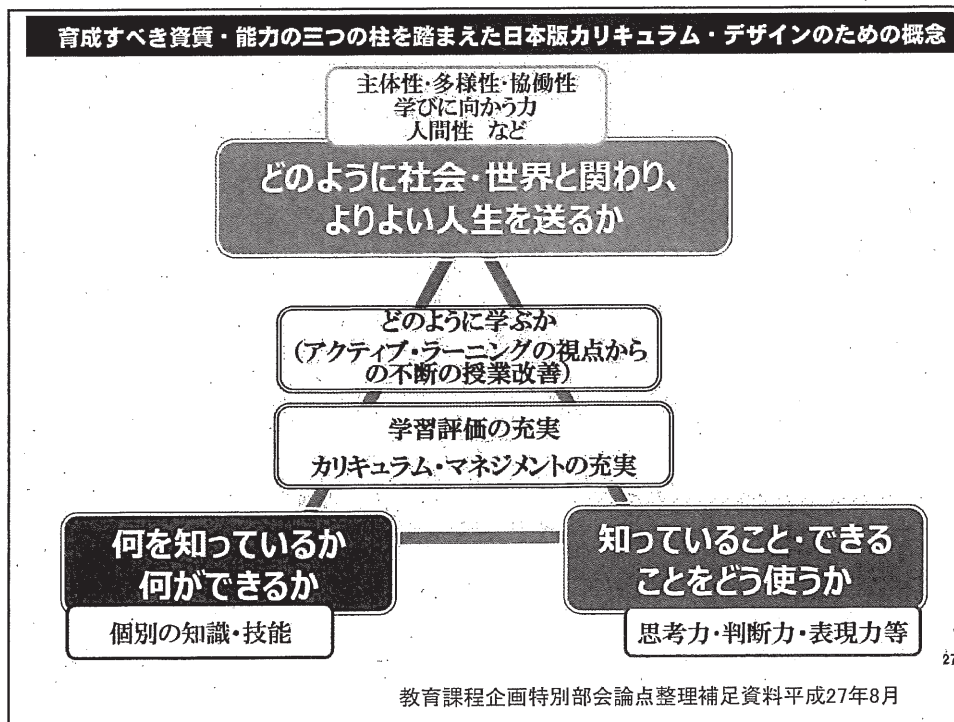 育成すべき資質・能力の三つの柱を踏まえた日本版カリキュラム・デザインのための概念
主体性・多様性・協働性
学びに向かう力
人間性 など
どのように社会・世界と関わり、
よりよい人生を送るか
どのように学ぶか
(アクティブ・ラーニングの視点から
の不断の授業改善)
学習評価の充実
カリキュラム・マネジメントの充実
何を知っているか
何ができるか
個別の知識・技能
知っていること・できる
ことをどう使うか
思考力・判断力・表現力等
27
教育課程企画特別部会論点整理補足資料平成27年8月